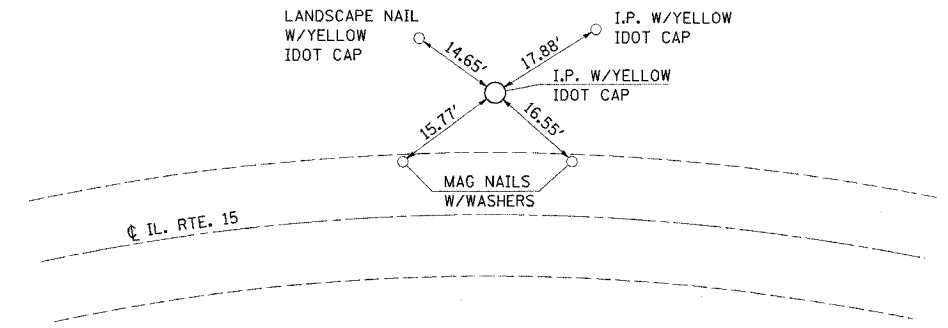 LANDSCAPE NAIL
W/YELLOW
IDOT CAP
I.P. W/YELLOW
IDOT CAP
14.65'
17.88'
I.P. W/YELLOW
IDOT CAP
15.77'
16.55'
MAG NAILS
W/WASHERS
℄ IL. RTE. 15